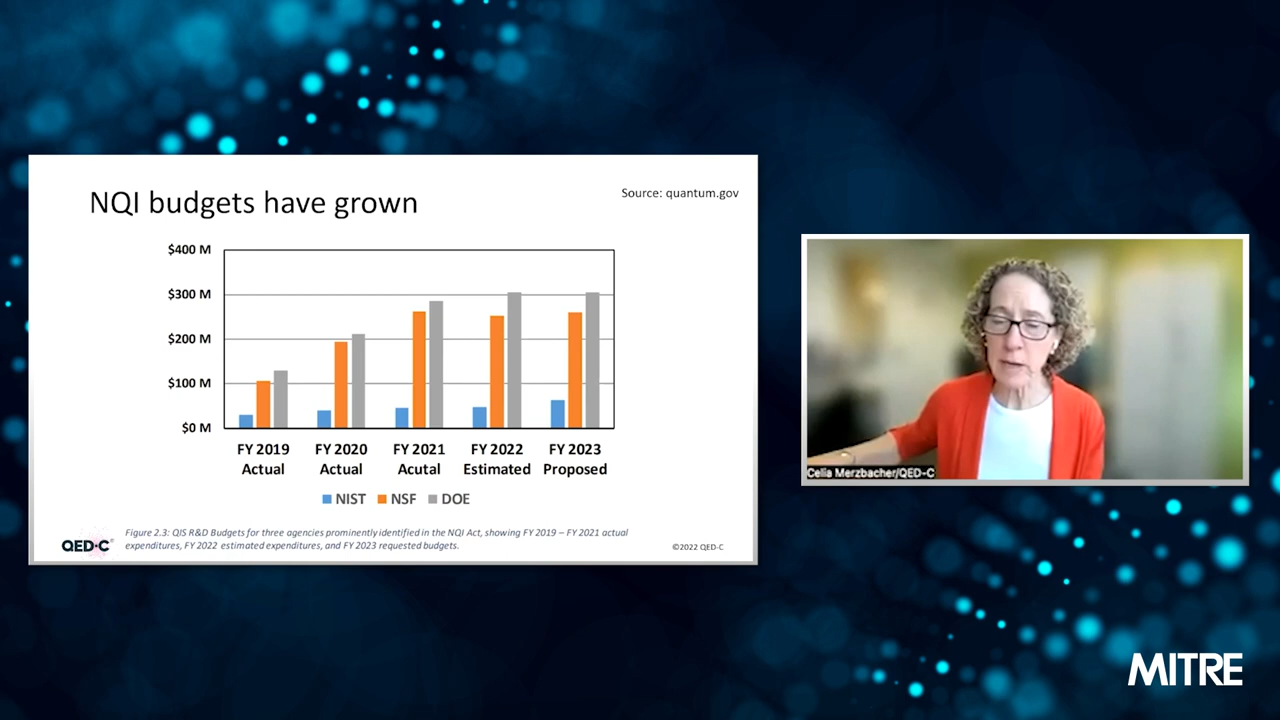 NQI budgets have grown
Source: quantum.gov
$400 M
$300 M
$200 M
$100 M
$0 M
FY 2019 FY 2020 FY 2021 FY 2022 FY 2023
Actual Actual Acutal Estimated Proposed
NIST NSF DOE
Figure 2.3: QIS R&D Budgets for three agencies prominently identified in the NQI Act, showing FY 2019 – FY 2021 actual
expenditures, FY 2022 estimated expenditures, and FY 2023 requested budgets.
QED·C®
©2022 QED-C
Celia Merzbacher/QED-C
MITRE